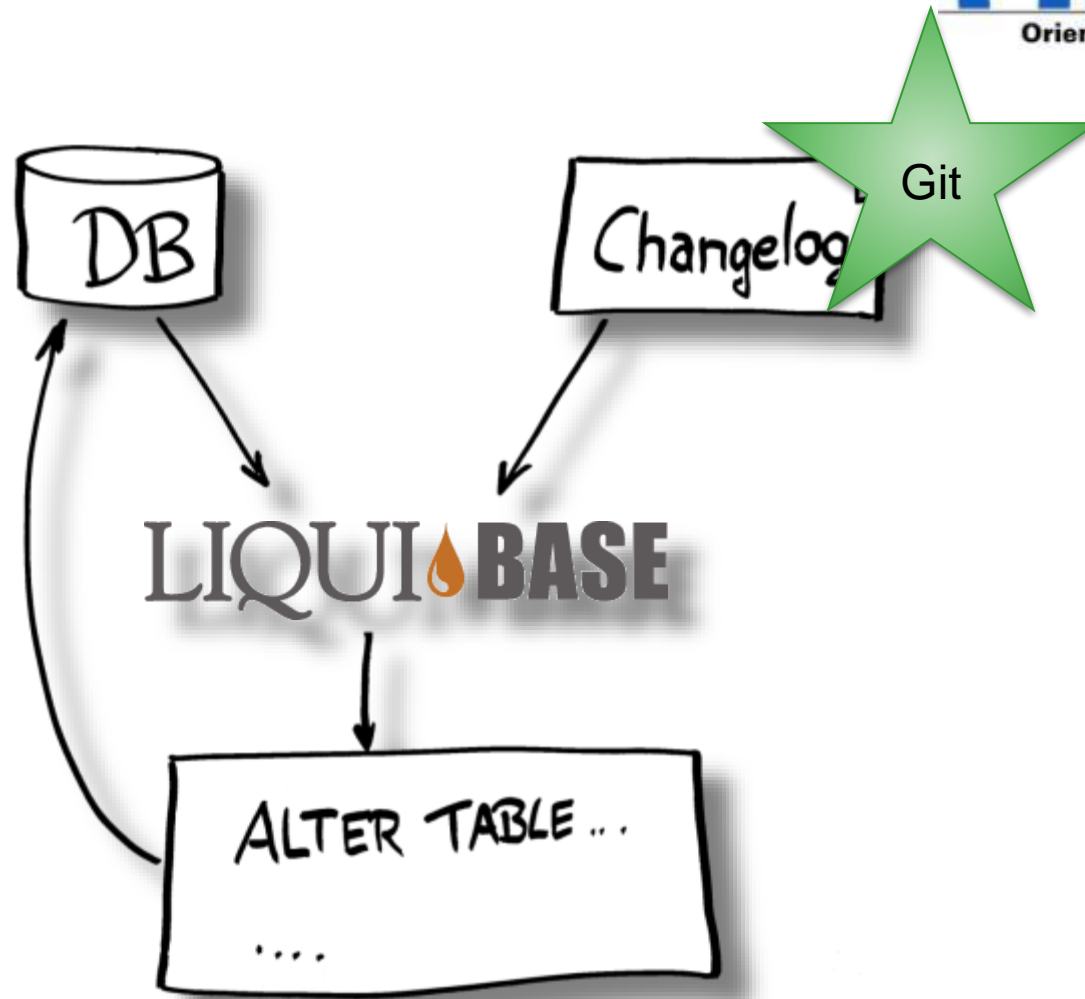 Orien
Git
DB
Changelog
LIQUIBASE
ALTER TABLE...
....